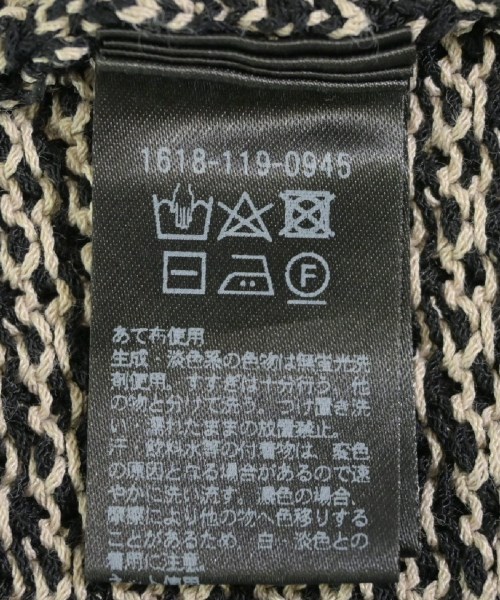 1618-119-0945
F
あて布使用
生成・淡色系の色物は無蛍光洗
剤使用。すすぎは十分行う。他
の物と分けて洗う。つけ置き洗
い・濡れたままの放置禁止。
汗・飲料水等の付着物は、変色
の原因となる場合があるので速
やかに洗い流す。濃色の場合、
摩擦により他の物へ色移りする
ことがあるため、白・淡色との
着用に注意。
ネット使用